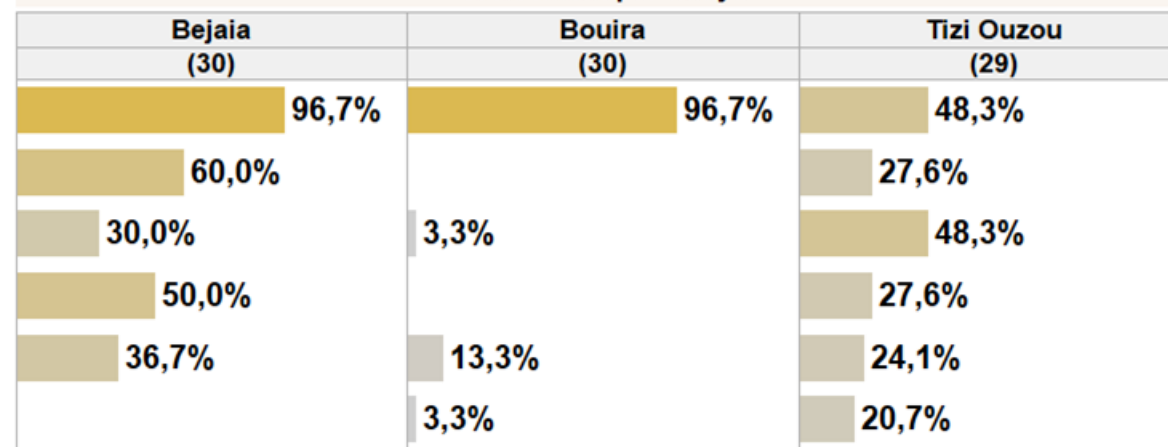 Bejaia Bouira Tizi Ouzou
(30) (30) (29)
96,7% 96,7% 48,3%
60,0% 27,6%
30,0% 3,3% 48,3%
50,0% 27,6%
36,7% 13,3% 24,1%
3,3% 20,7%